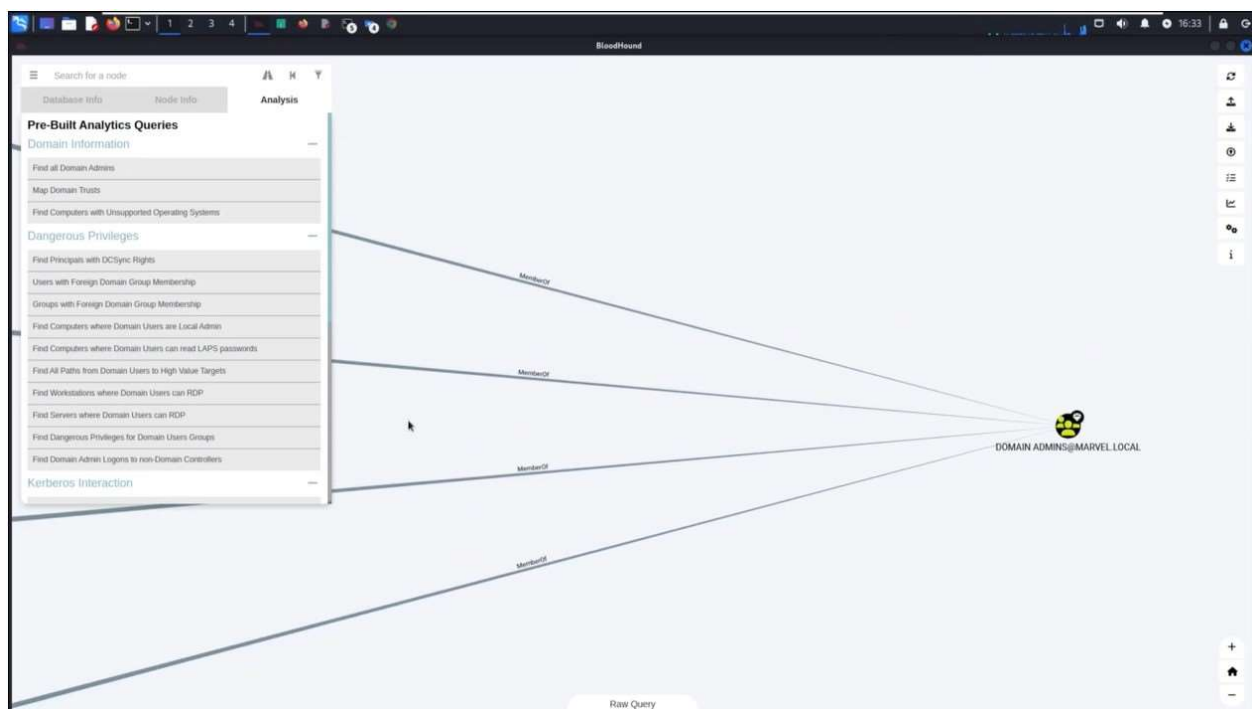 1 2 3 4
16:33
BloodHound
Search for a node
Database Info Node Info Analysis
Pre-Built Analytics Queries
Domain Information
Find all Domain Admins
Map Domain Trusts
Find Computers with Unsupported Operating Systems
Dangerous Privileges
Find Principals with DCSync Rights
Users with Foreign Domain Group Membership
Groups with Foreign Domain Group Membership
Find Computers where Domain Users are Local Admin
Find Computers where Domain Users can read LAPS passwords
Find All Paths from Domain Users to High Value Targets
Find Workstations where Domain Users can RDP
Find Servers where Domain Users can RDP
Find Dangerous Privileges for Domain Users Groups
Find Domain Admin Logons to non-Domain Controllers
Kerberos Interaction
MemberOf
MemberOf
MemberOf
MemberOf
DOMAIN ADMINS@MARVEL.LOCAL
Raw Query